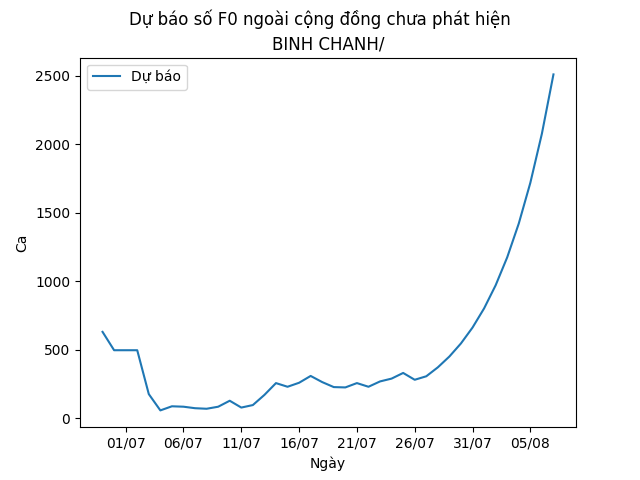 Dự báo số F0 ngoài cộng đồng chưa phát hiện
BINH CHANH/
Dự báo
2500
2000
1500
1000
500
0
Ca
01/07 06/07 11/07 16/07 21/07 26/07 31/07 05/08
Ngày